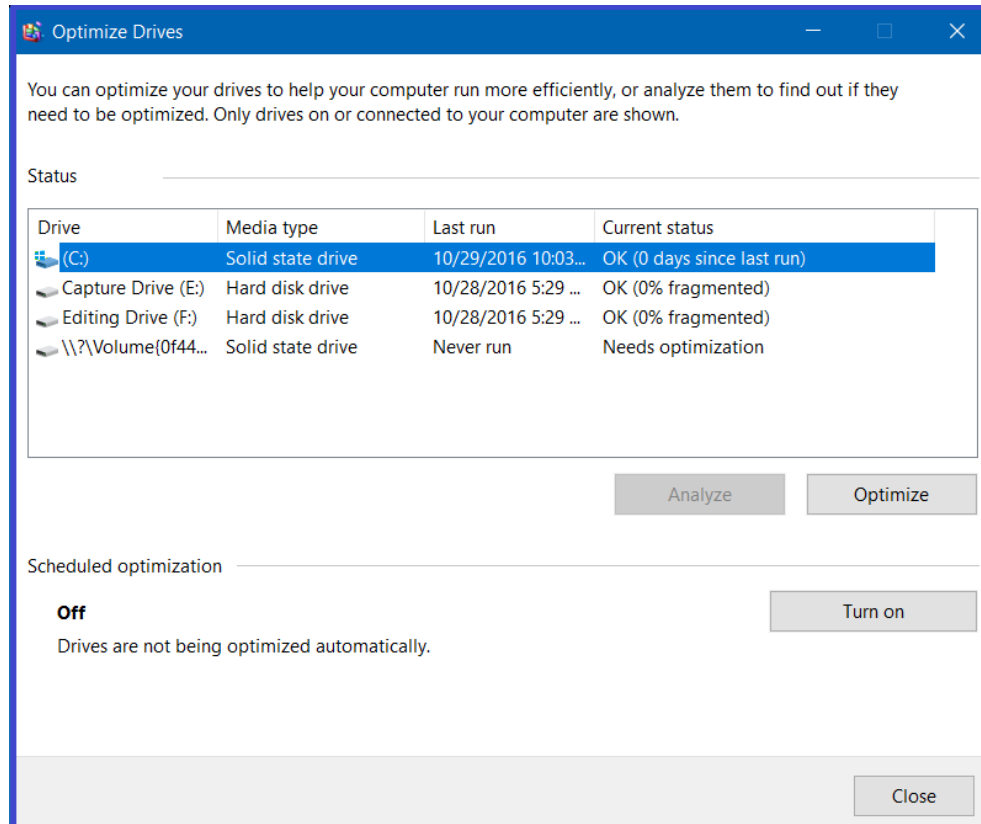 Optimize Drives
You can optimize your drives to help your computer run more efficiently, or analyze them to find out if they
need to be optimized. Only drives on or connected to your computer are shown.
Status
Drive Media type Last run Current status
(C:) Solid state drive 10/29/2016 10:03... OK (0 days since last run)
Capture Drive (E:) Hard disk drive 10/28/2016 5:29 ... OK (0% fragmented)
Editing Drive (F:) Hard disk drive 10/28/2016 5:29 ... OK (0% fragmented)
\\?\Volume{0f44... Solid state drive Never run Needs optimization
Analyze Optimize
Scheduled optimization
Off Turn on
Drives are not being optimized automatically.
Close